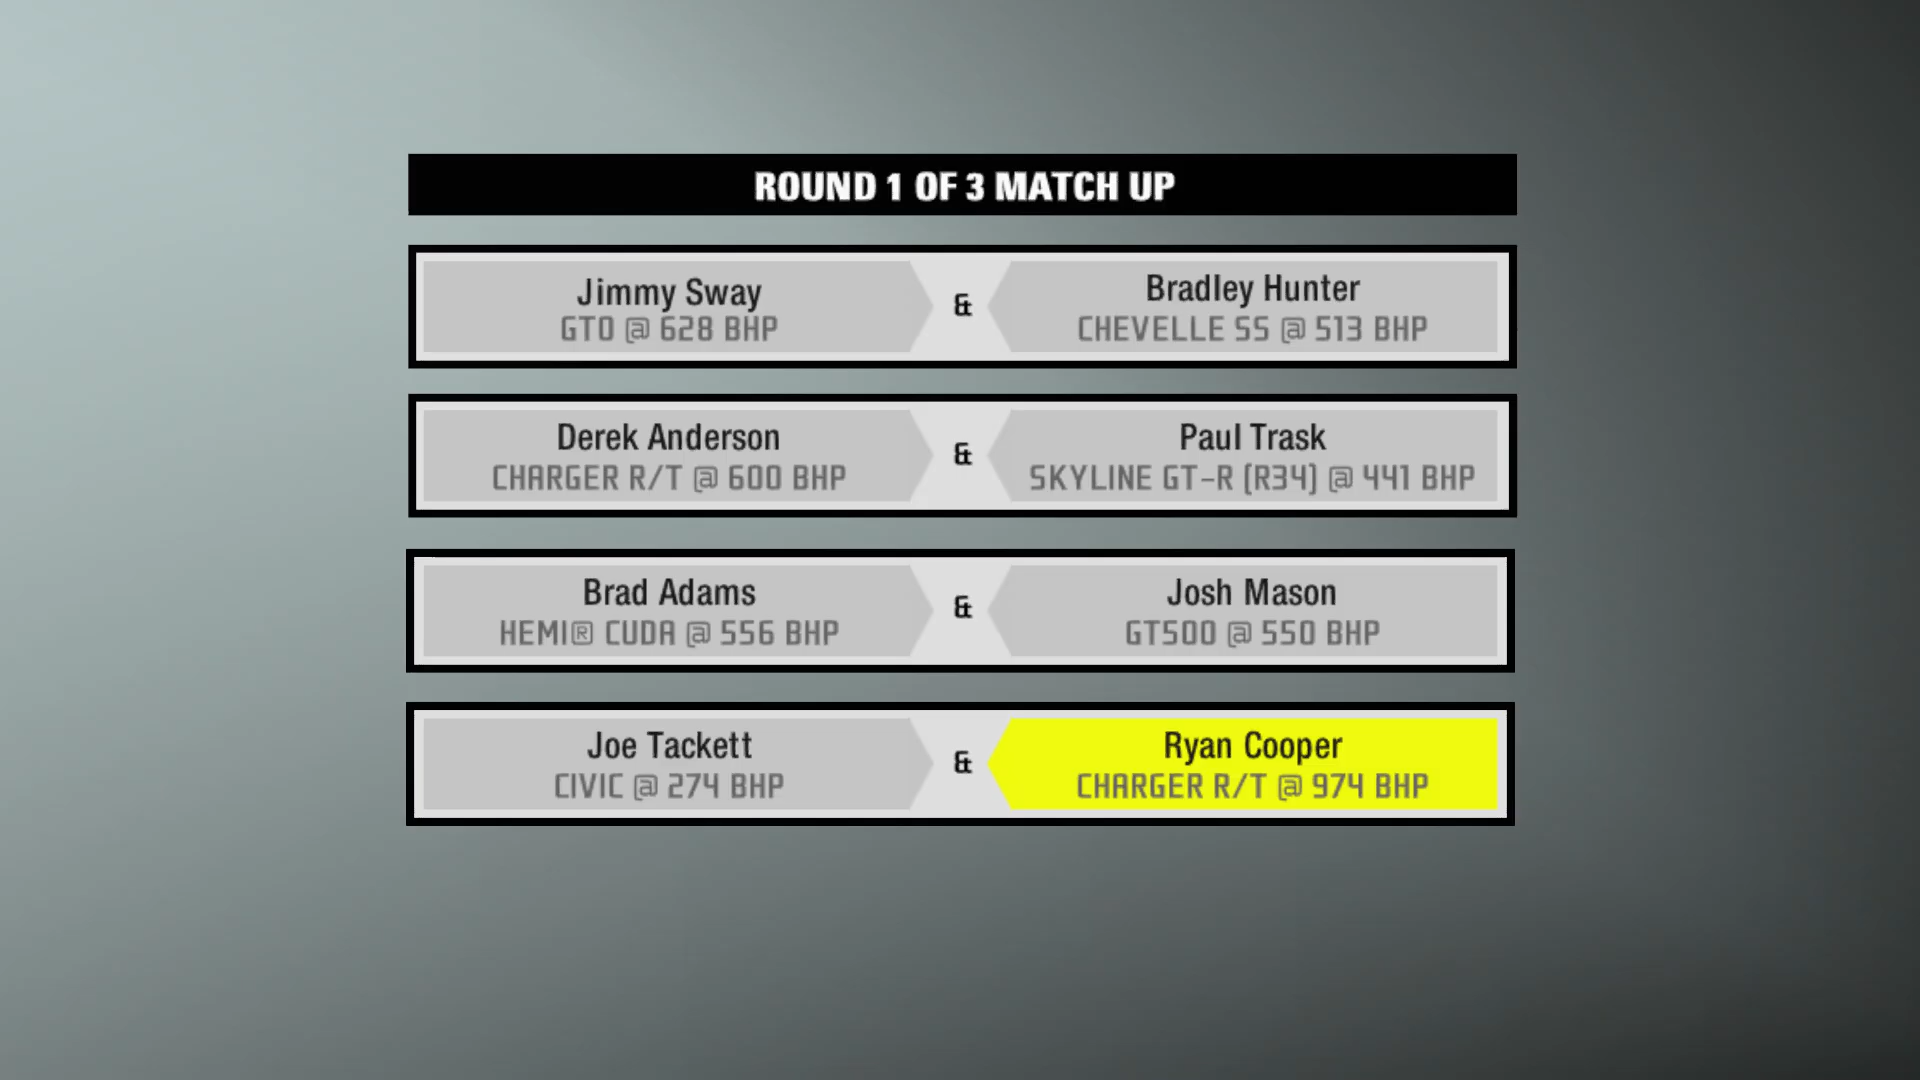 ROUND 1 OF 3 MATCH UP
Jimmy Sway
GTO @ 628 BHP
&
Bradley Hunter
CHEVELLE SS @ 513 BHP
Derek Anderson
CHARGER R/T @ 600 BHP
&
Paul Trask
SKYLINE GT-R (R34) @ 441 BHP
Brad Adams
HEMI® CUDA @ 556 BHP
&
Josh Mason
GT500 @ 550 BHP
Joe Tackett
CIVIC @ 274 BHP
&
Ryan Cooper
CHARGER R/T @ 974 BHP